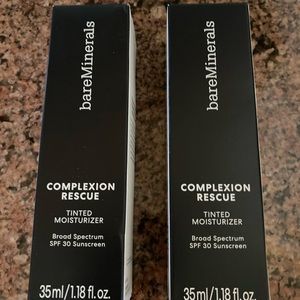 bareMinerals
COMPLEXION
RESCUE
TINTED
MOISTURIZER
Broad Spectrum
SPF 30 Sunscreen
35ml/1.18 fl.oz.
bareMinerals
COMPLEXION
RESCUE
TINTED
MOISTURIZER
Broad Spectrum
SPF 30 Sunscreen
35ml/1.18 fl.oz.